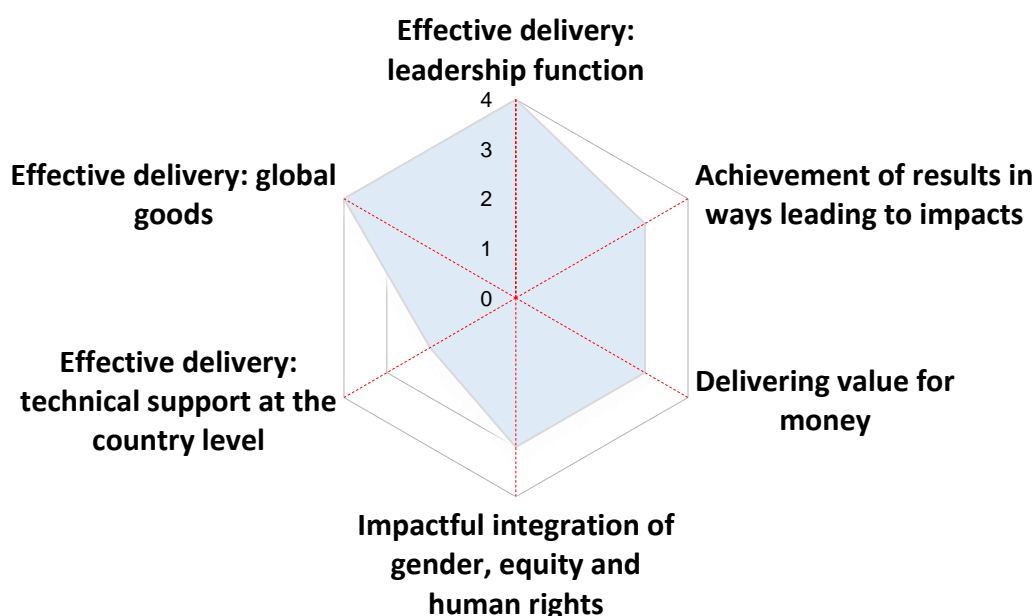 Effective delivery:
leadership function
4
3
2
1
0
Effective delivery: global
goods
Achievement of results in
ways leading to impacts
Effective delivery:
technical support at the
country level
Delivering value for
money
Impactful integration of
gender, equity and
human rights